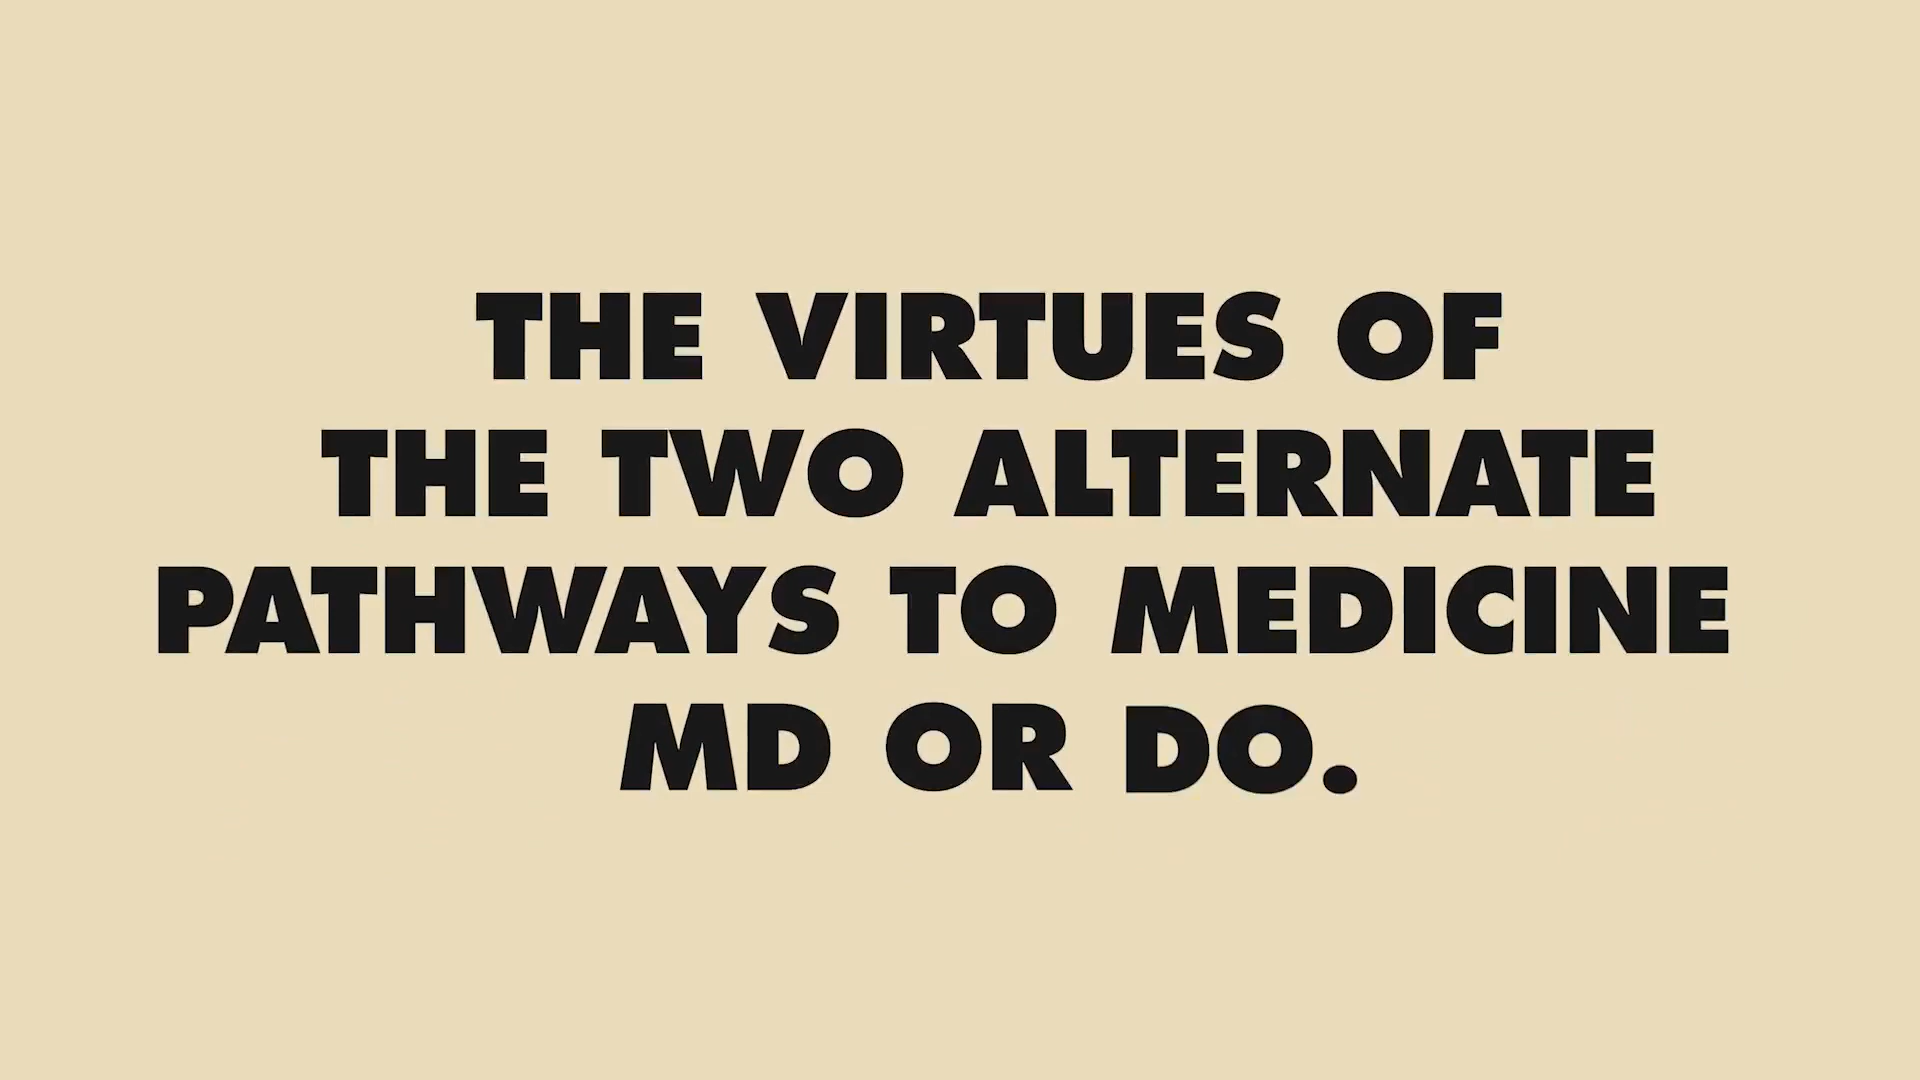 THE VIRTUES OF
THE TWO ALTERNATE
PATHWAYS TO MEDICINE
MD OR DO.